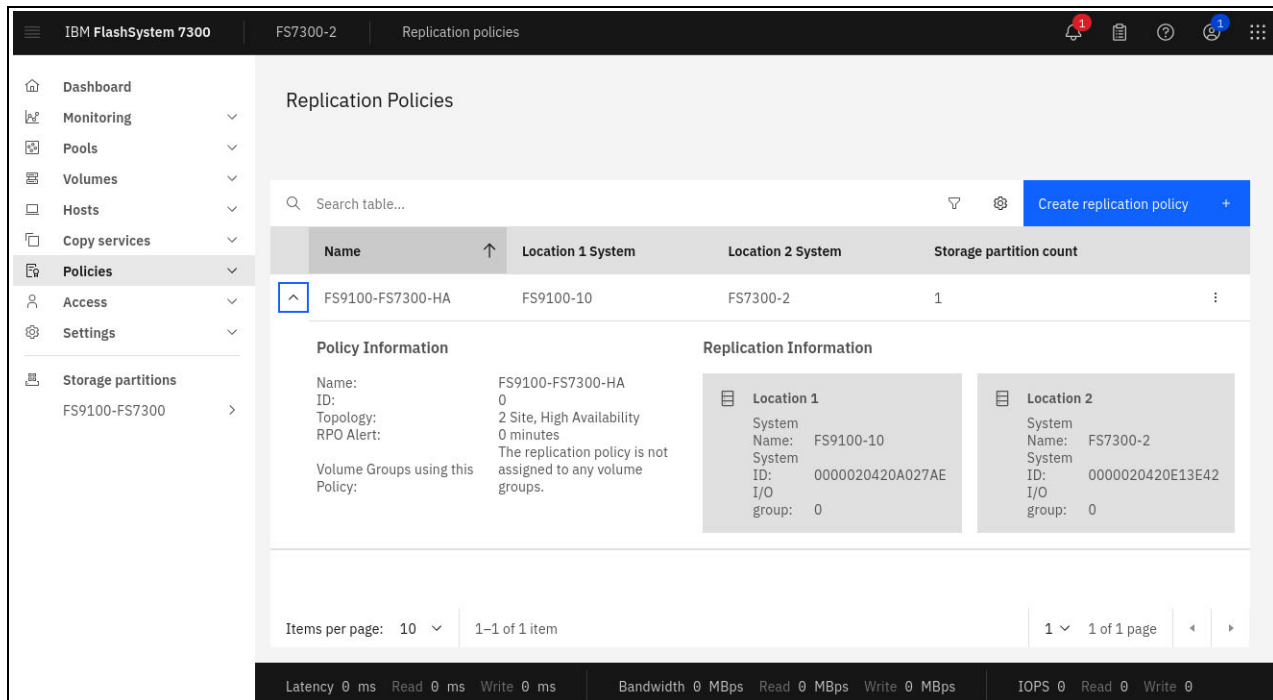 IBM FlashSystem 7300 FS7300-2 Replication policies 1 1
Dashboard
Monitoring
Pools
Volumes
Hosts
Copy services
Policies
Access
Settings
Storage partitions
FS9100-FS7300
Replication Policies
Search table...
Create replication policy +
Name Location 1 System Location 2 System Storage partition count
FS9100-FS7300-HA FS9100-10 FS7300-2 1
Policy Information
Name: FS9100-FS7300-HA
ID: 0
Topology: 2 Site, High Availability
RPO Alert: 0 minutes
The replication policy is not
Volume Groups using this assigned to any volume
Policy: groups.
Replication Information
Location 1
System
Name: FS9100-10
System
ID: 0000020420A027AE
I/O
group: 0
Location 2
System
Name: FS7300-2
System
ID: 0000020420E13E42
I/O
group: 0
Items per page: 10 1–1 of 1 item 1 1 of 1 page
Latency 0 ms Read 0 ms Write 0 ms Bandwidth 0 MBps Read 0 MBps Write 0 MBps IOPS 0 Read 0 Write 0